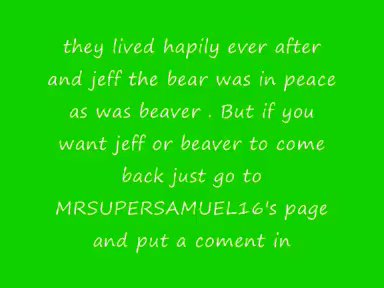 they lived hapily ever after
and jeff the bear was in peace
as was beaver . But if you
want jeff or beaver to come
back just go to
MRSUPERSAMUEL16's page
and put a coment in